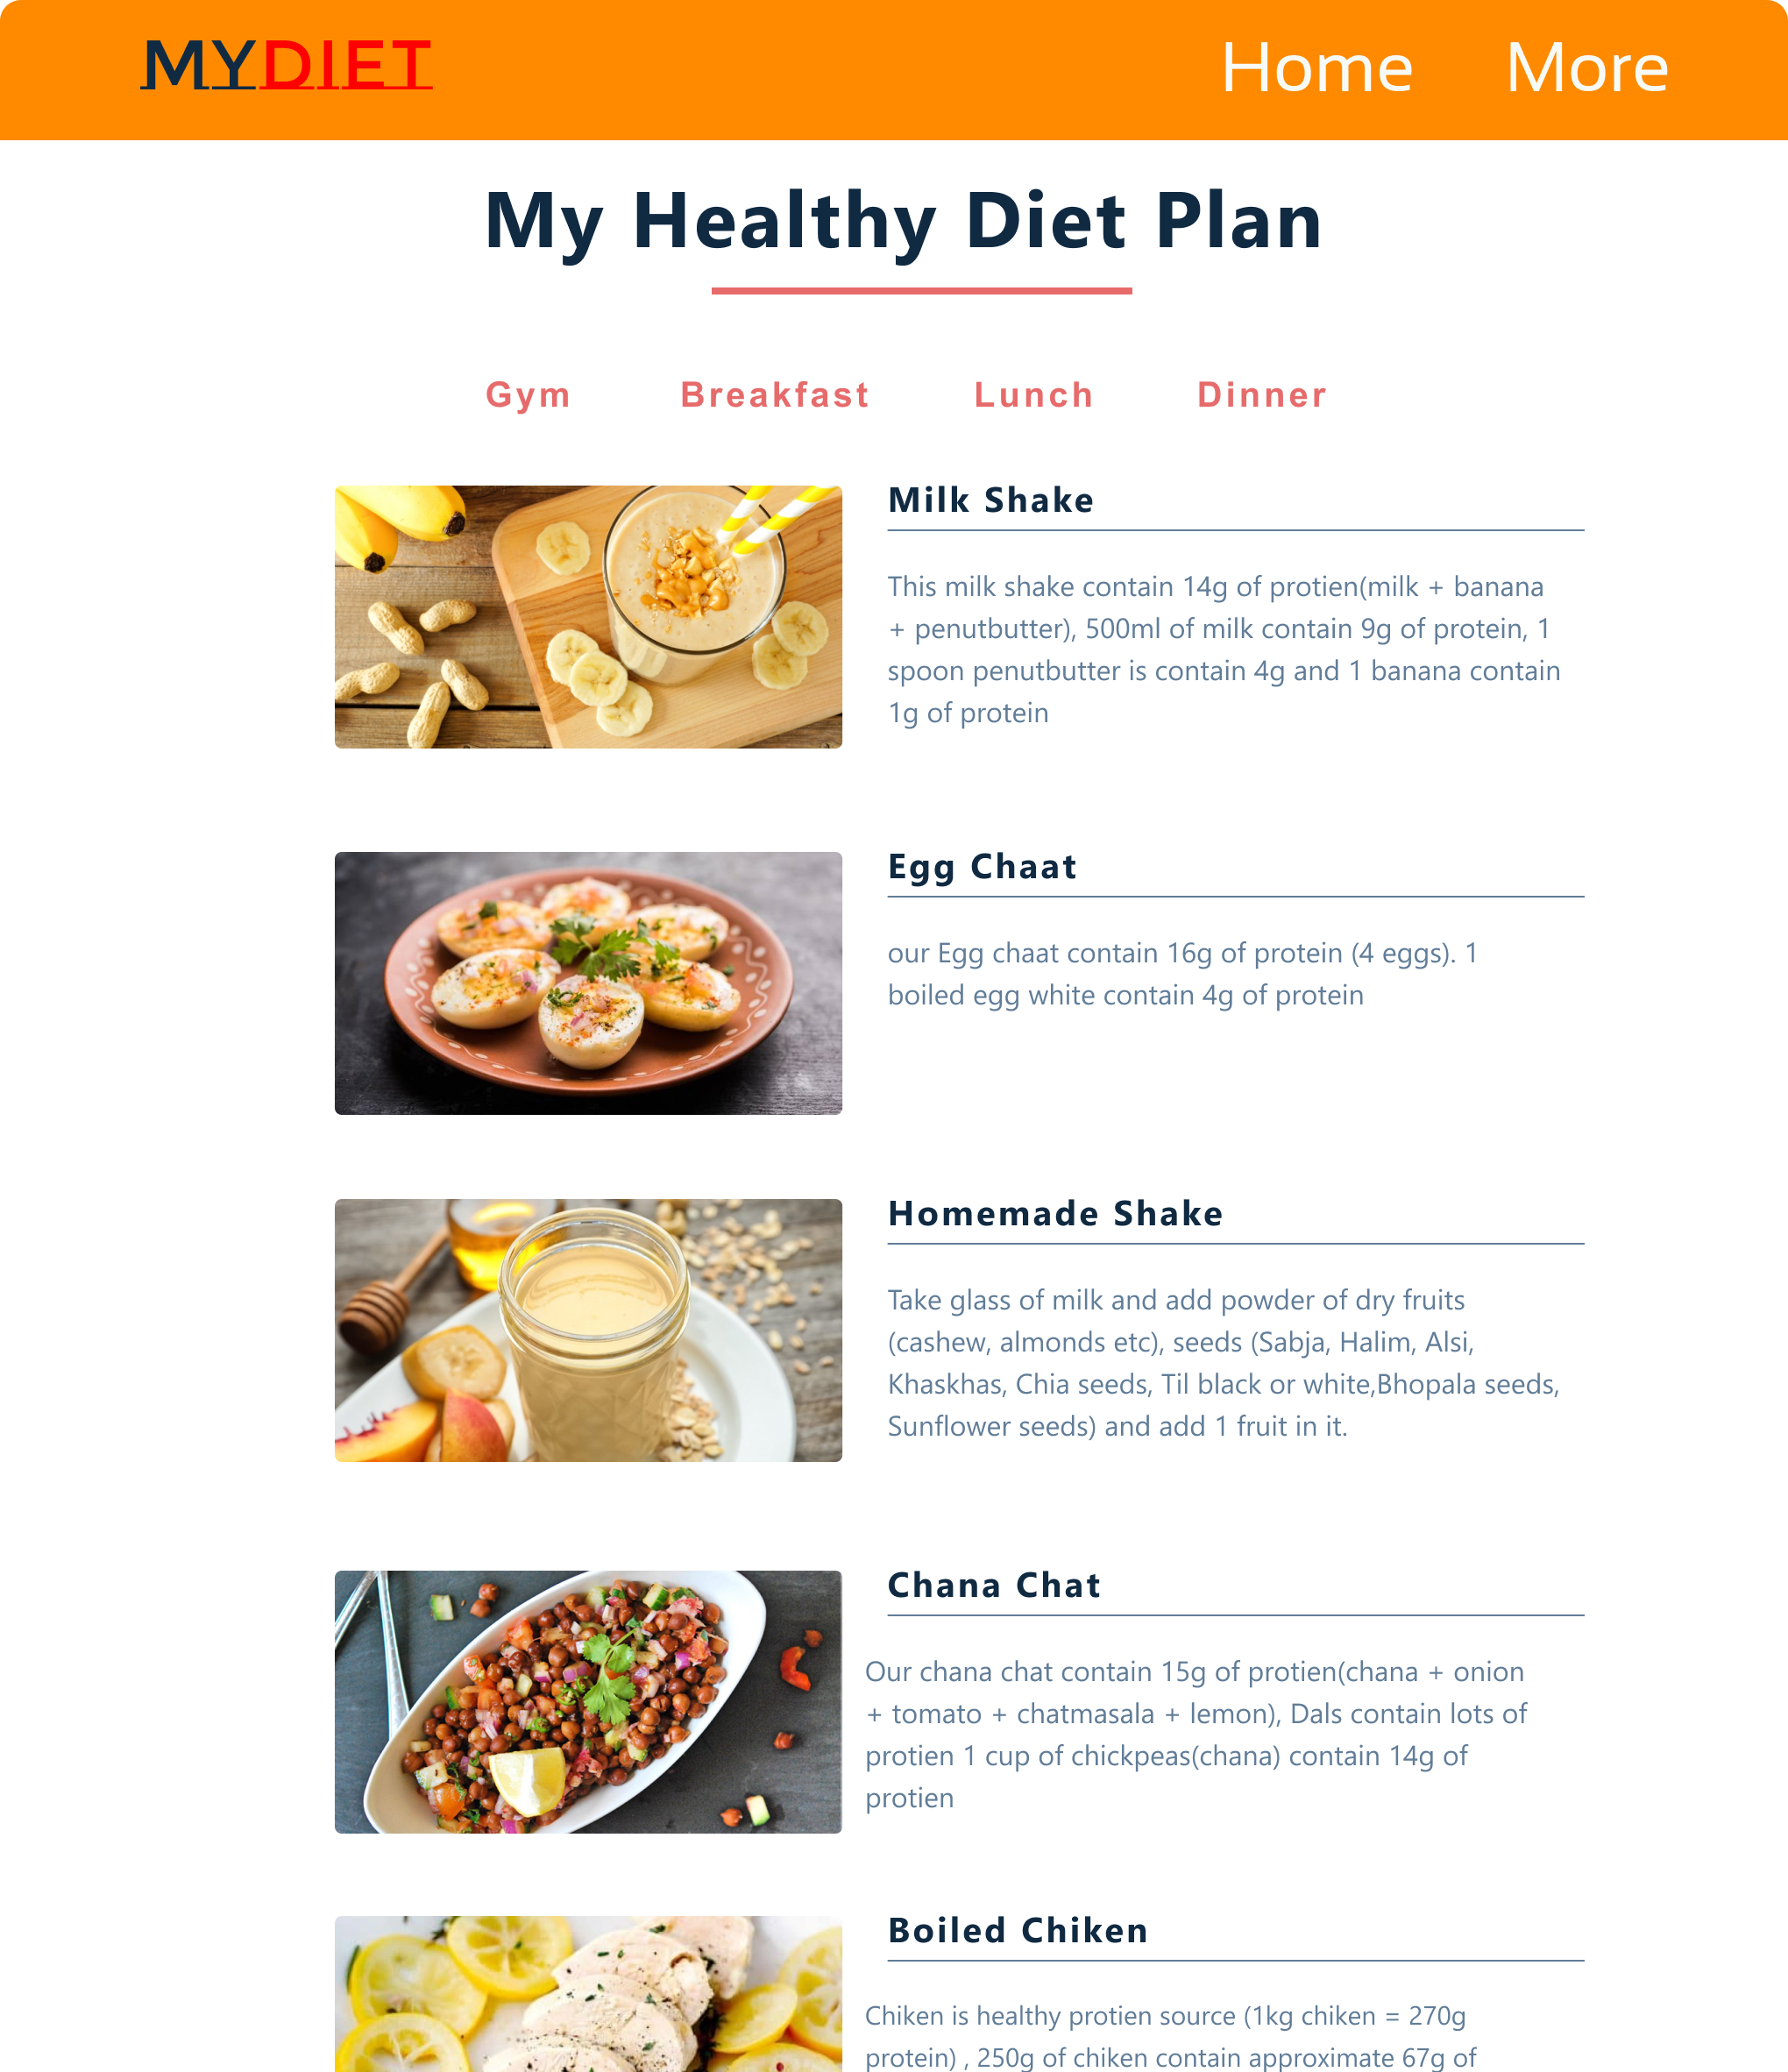 MYDIET
Home More
My Healthy Diet Plan
Gym Breakfast Lunch Dinner
Milk Shake
This milk shake contain 14g of protien(milk + banana
+ penutbutter), 500ml of milk contain 9g of protein, 1
spoon penutbutter is contain 4g and 1 banana contain
1g of protein
Egg Chaat
our Egg chaat contain 16g of protein (4 eggs). 1
boiled egg white contain 4g of protein
Homemade Shake
Take glass of milk and add powder of dry fruits
(cashew, almonds etc), seeds (Sabja, Halim, Alsi,
Khaskhas, Chia seeds, Til black or white,Bhopala seeds,
Sunflower seeds) and add 1 fruit in it.
Chana Chat
Our chana chat contain 15g of protien(chana + onion
+ tomato + chatmasala + lemon), Dals contain lots of
protien 1 cup of chickpeas(chana) contain 14g of
protien
Boiled Chiken
Chiken is healthy protien source (1kg chiken = 270g
protein) , 250g of chiken contain approximate 67g of